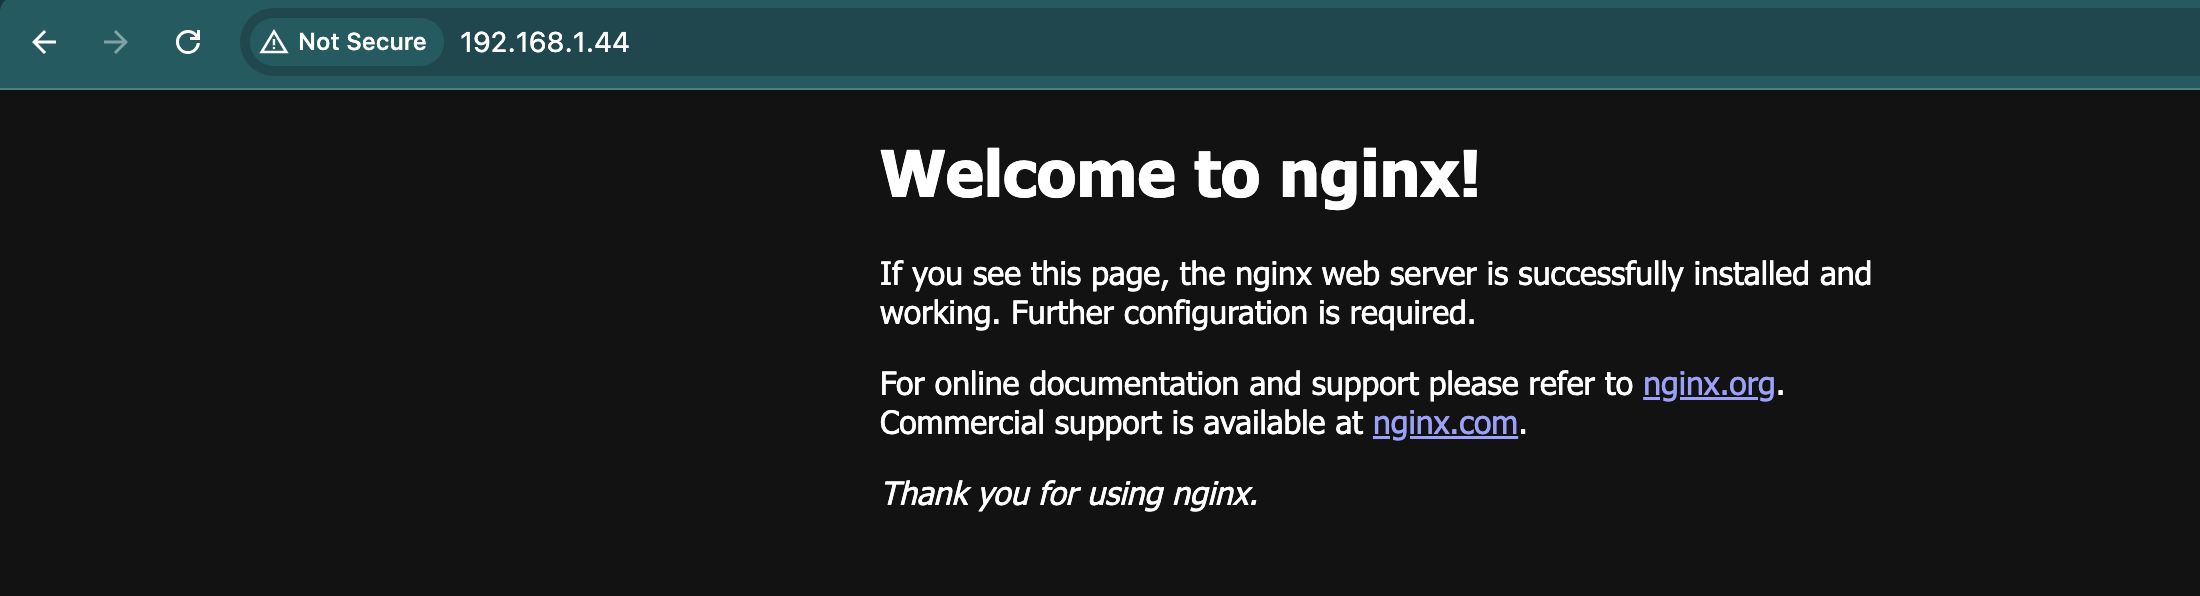 Not Secure 192.168.1.44
Welcome to nginx!
If you see this page, the nginx web server is successfully installed and
working. Further configuration is required.
For online documentation and support please refer to nginx.org.
Commercial support is available at nginx.com.
Thank you for using nginx.